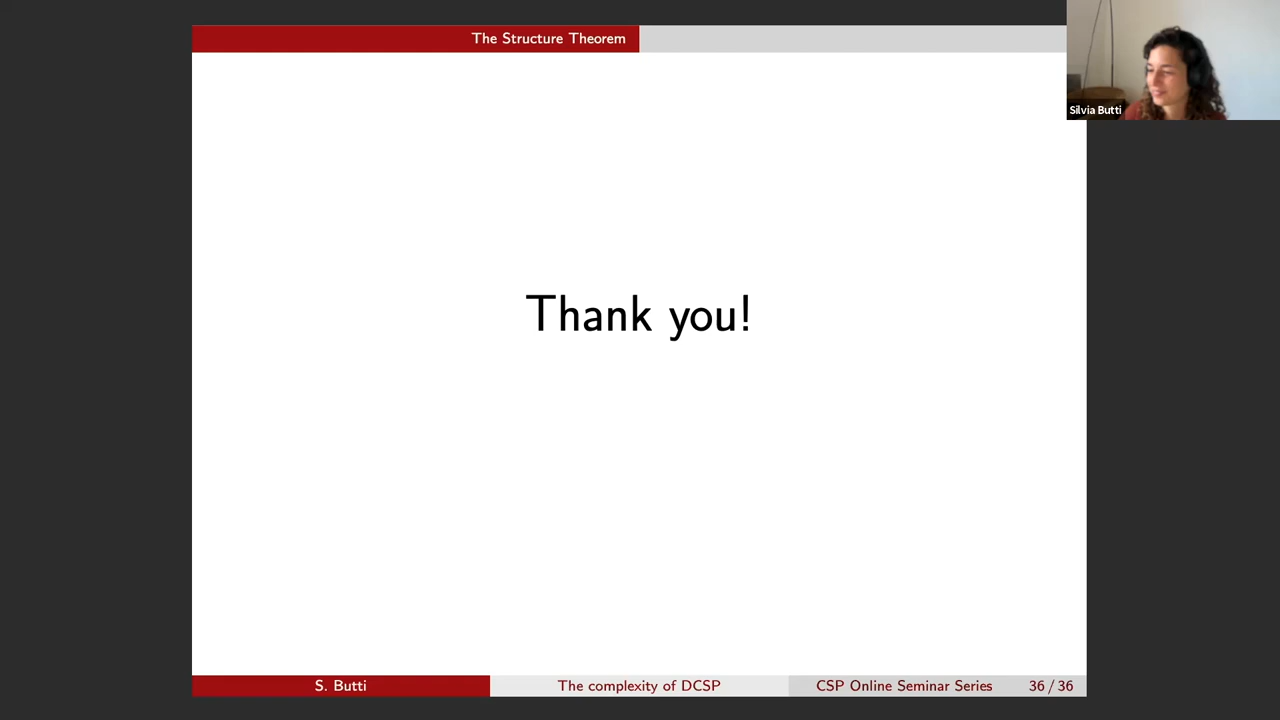 The Structure Theorem
Silvia Butti
Thank you!
S. Butti
The complexity of DCSP
CSP Online Seminar Series
36 / 36